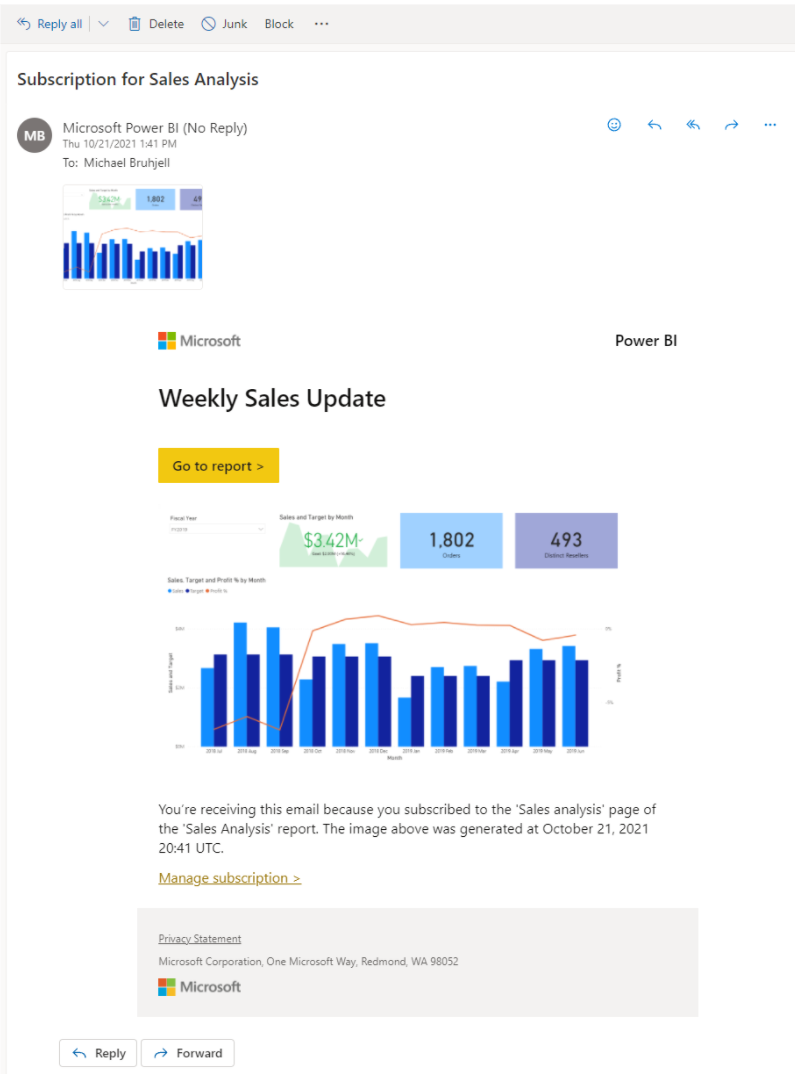 Reply all
Delete
Junk
Block
Subscription for Sales Analysis
MB
Microsoft Power BI (No Reply)
Thu 10/21/2021 1:41 PM
To: Michael Bruhjell
$3.42M
1,802
Microsoft
Power BI
Weekly Sales Update
Go to report >
Fiscal Year
FY2019
Sales and Target by Month
$3.42M
1,802
Orders
493
Distinct Resellers
Sales, Target and Profit % by Month
Sales Target Profit %
Sales and Target
$4M
$2M
$0M
0%
-5%
Profit %
2018 Jul 2018 Aug 2018 Sep 2018 Oct 2018 Nov 2018 Dec 2019 Jan 2019 Feb 2019 Mar 2019 Apr 2019 May 2019 Jun
Month
You're receiving this email because you subscribed to the 'Sales analysis' page of
the 'Sales Analysis' report. The image above was generated at October 21, 2021
20:41 UTC.
Manage subscription >
Privacy Statement
Microsoft Corporation, One Microsoft Way, Redmond, WA 98052
Microsoft
Reply
Forward